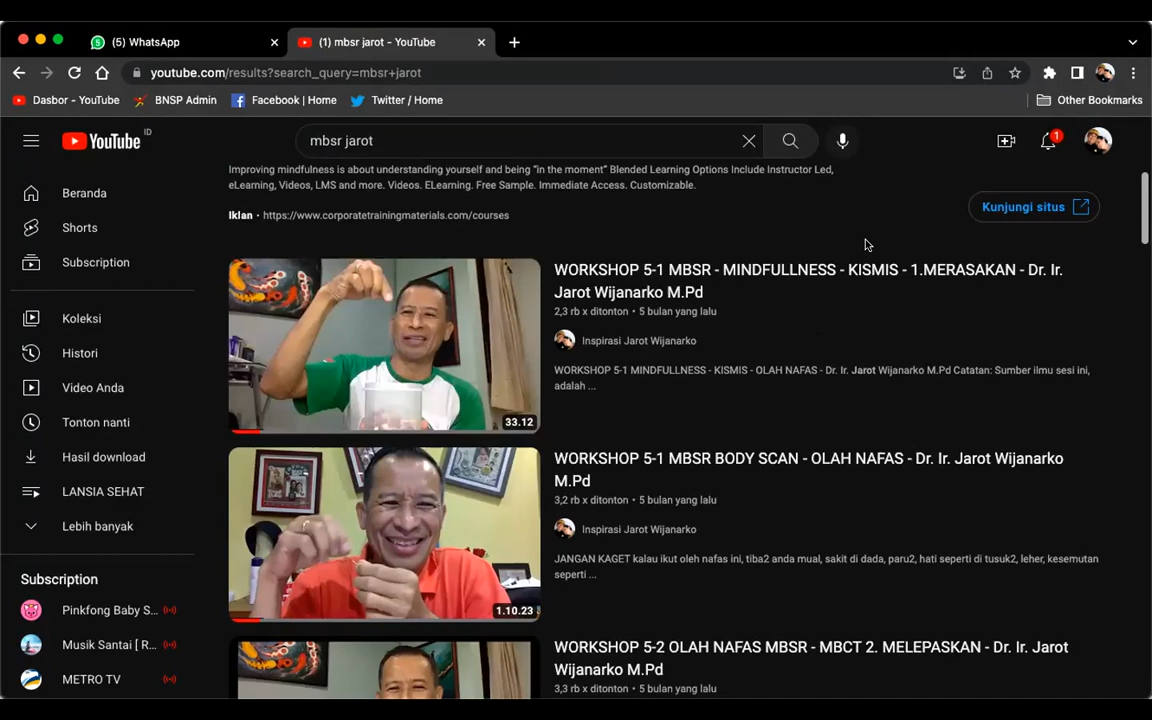 (5) WhatsApp
(1) mbsr jarot - YouTube
youtube.com/results?search_query=mbsr+jarot
Dasbor - YouTube
BNSP Admin
Facebook | Home
Twitter / Home
Other Bookmarks
YouTube ID
mbsr jarot
1
Improving mindfulness is about understanding yourself and being “in the moment” Blended Learning Options Include Instructor Led,
eLearning, Videos, LMS and more. Videos. ELearning. Free Sample. Immediate Access. Customizable.
Iklan · https://www.corporatetrainingmaterials.com/courses
Kunjungi situs
Beranda
Shorts
Subscription
Koleksi
Histori
Video Anda
Tonton nanti
Hasil download
LANSIA SEHAT
Lebih banyak
Subscription
Pinkfong Baby S...
Musik Santai [ R...
METRO TV
WORKSHOP 5-1 MBSR - MINDFULLNESS - KISMIS - 1.MERASAKAN - Dr. Ir.
Jarot Wijanarko M.Pd
2,3 rb x ditonton · 5 bulan yang lalu
Inspirasi Jarot Wijanarko
WORKSHOP 5-1 MINDFULLNESS - KISMIS - OLAH NAFAS - Dr. Ir. Jarot Wijanarko M.Pd Catatan: Sumber ilmu sesi ini,
adalah ...
33.12
WORKSHOP 5-1 MBSR BODY SCAN - OLAH NAFAS - Dr. Ir. Jarot Wijanarko
M.Pd
3,2 rb x ditonton · 5 bulan yang lalu
Inspirasi Jarot Wijanarko
JANGAN KAGET kalau ikut oleh nafas ini, tiba2 anda mual, sakit di dada, paru2, hati seperti di tusuk2, leher, kesemutan
seperti ...
1.10.23
WORKSHOP 5-2 OLAH NAFAS MBSR - MBCT 2. MELEPASKAN - Dr. Ir. Jarot
Wijanarko M.Pd
3,3 rb x ditonton · 5 bulan yang lalu